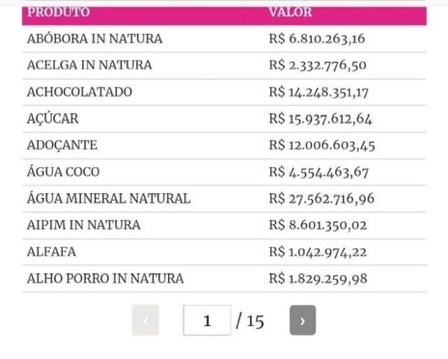 PRODUTO VALOR
ABÓBORA IN NATURA R$ 6.810.263,16
ACELGA IN NATURA R$ 2.332.776,50
ACHOCOLATADO R$ 14.248.351,17
AÇÚCAR R$ 15.937.612,64
ADOÇANTE R$ 12.006.603,45
ÁGUA COCO R$ 4.554.463,67
ÁGUA MINERAL NATURAL R$ 27.562.716,96
AIPIM IN NATURA R$ 8.601.350,02
ALFAFA R$ 1.042.974,22
ALHO PORRO IN NATURA R$ 1.829.259,98
‹ 1 / 15 ›